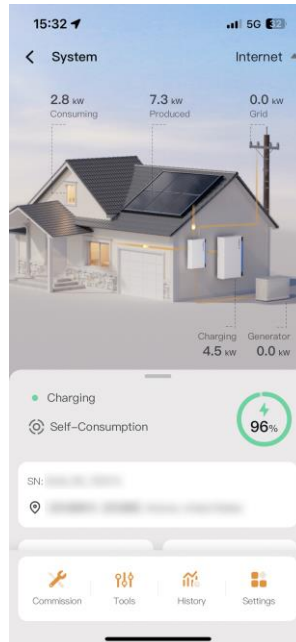 15:32
5G 32
System
Internet
2.8 kW
Consuming
7.3 kW
Produced
0.0 kW
Grid
Charging
4.5 kW
Generator
0.0 kW
Charging
Self-Consumption
96%
SN:
Commission
Tools
History
Settings